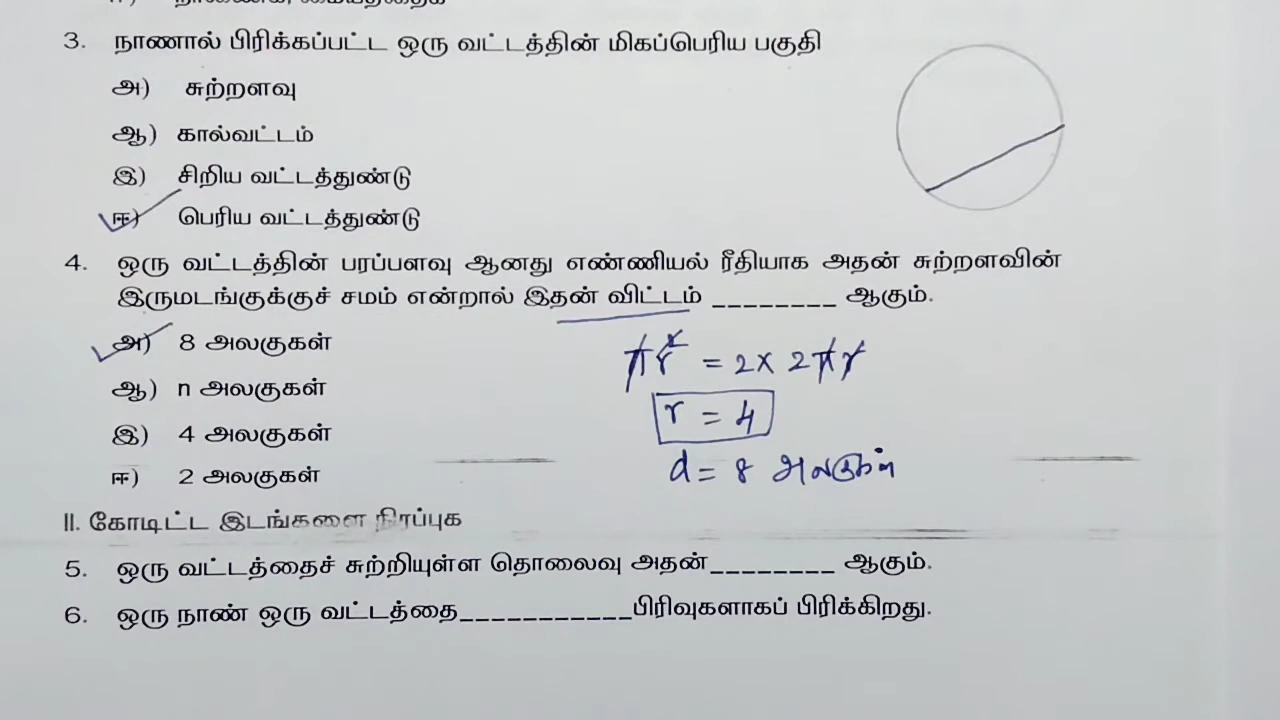 3. நாணால் பிரிக்கப்பட்ட ஒரு வட்டத்தின் மிகப்பெரிய பகுதி
அ) சுற்றளவு
ஆ) கால்வட்டம்
இ) சிறிய வட்டத்துண்டு
ஈ) பெரிய வட்டத்துண்டு
4. ஒரு வட்டத்தின் பரப்பளவு ஆனது எண்ணியல் ரீதியாக அதன் சுற்றளவின்
இருமடங்குக்குச் சமம் என்றால் இதன் விட்டம் ________ ஆகும்.
அ) 8 அலகுகள்
πr² = 2x 2πr
ஆ) n அலகுகள்
r = 4
இ) 4 அலகுகள்
d = 8 அலகுகள்
ஈ) 2 அலகுகள்
II. கோடிட்ட இடங்களை நிரப்புக
5. ஒரு வட்டத்தைச் சுற்றியுள்ள தொலைவு அதன்________ ஆகும்.
6. ஒரு நாண் ஒரு வட்டத்தை___________பிரிவுகளாகப் பிரிக்கிறது.